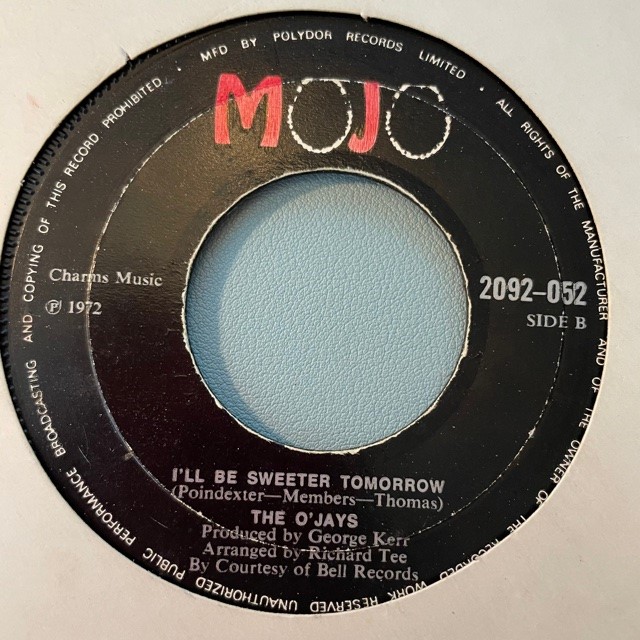 MFD BY POLYDOR RECORDS LIMITED · ALL RIGHTS OF THE MANUFACTURER AND OF THE OWNER OF THE RECORDED WORK RESERVED UNAUTHORIZED PUBLIC PERFORMANCE BROADCASTING AND COPYING OF THIS RECORD PROHIBITED ·
MOJO
Charms Music
℗ 1972
2092-052
SIDE B
I'LL BE SWEETER TOMORROW
(Poindexter—Members—Thomas)
THE O'JAYS
Produced by George Kerr
Arranged by Richard Tee
By Courtesy of Bell Records